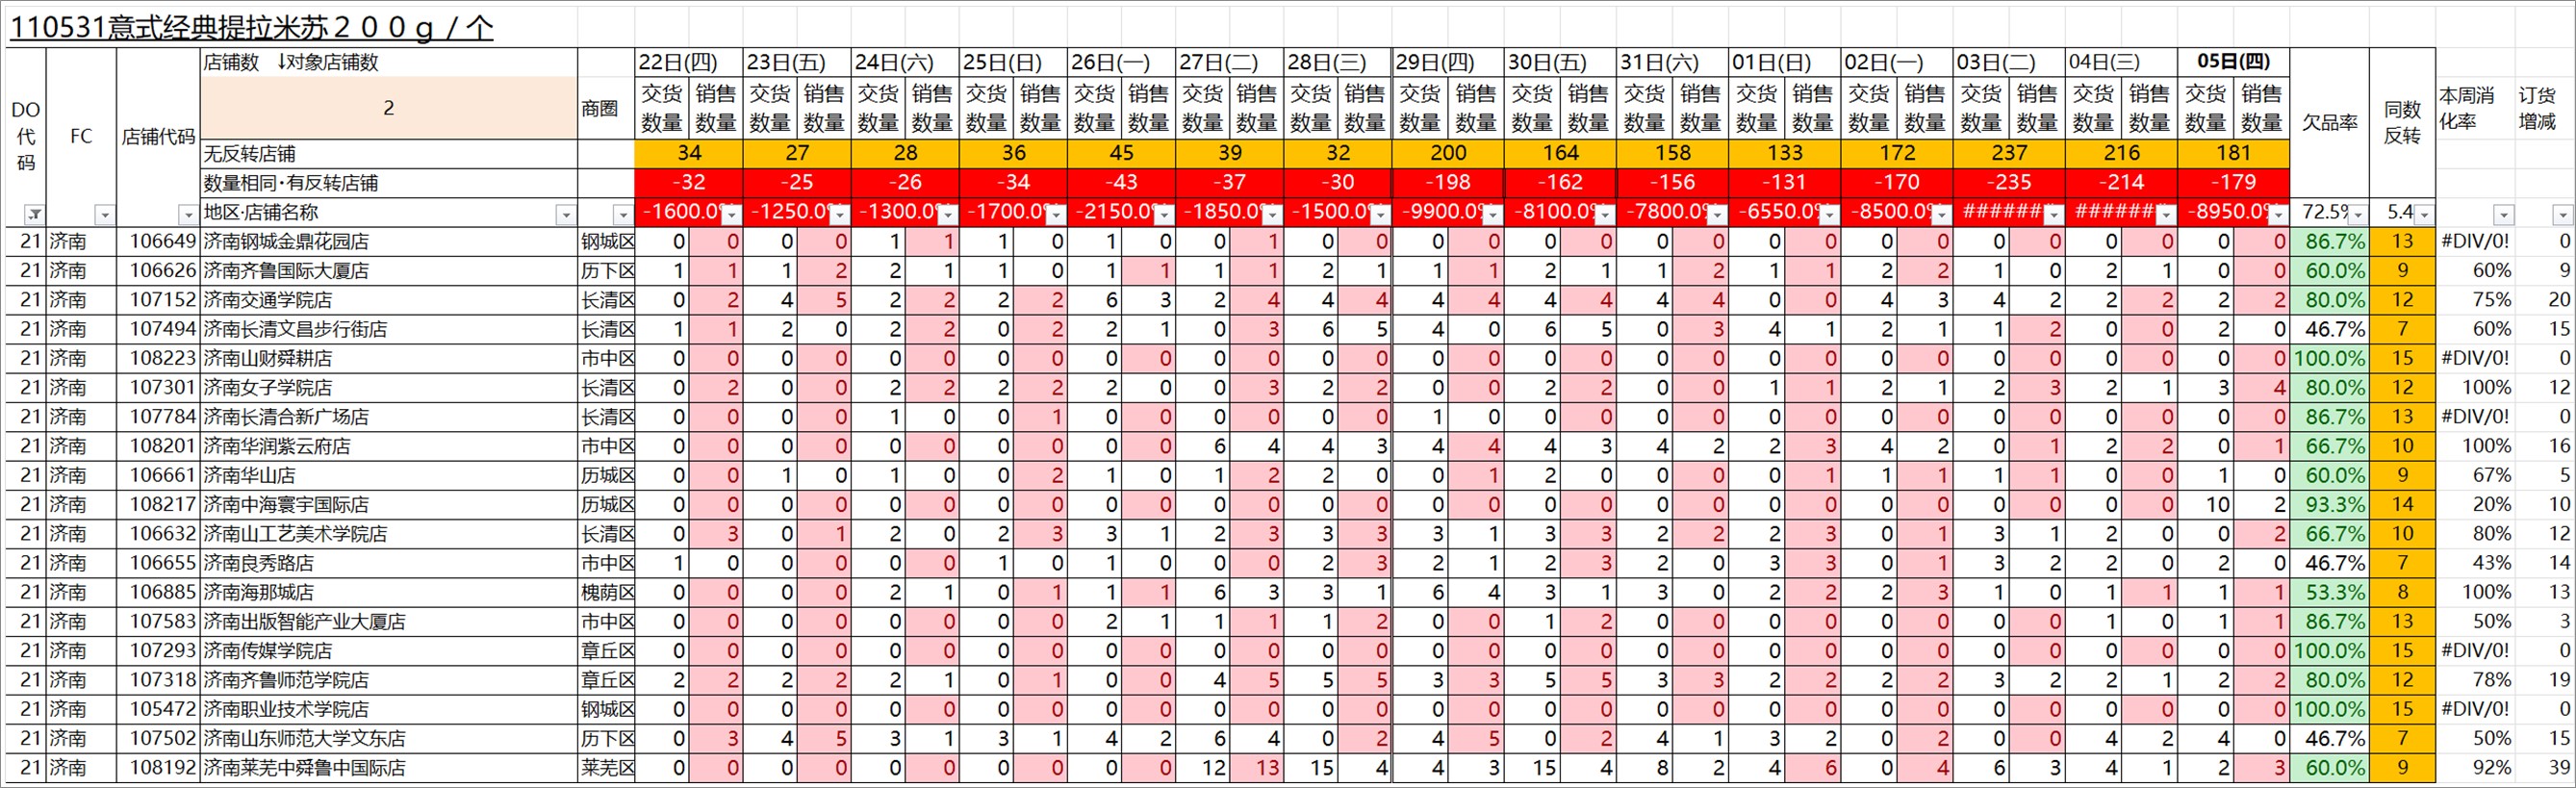 110531意式经典提拉米苏２００ｇ／个
店铺数 ↓对象店铺数 22日(四) 23日(五) 24日(六) 25日(日) 26日(一) 27日(二) 28日(三) 29日(四) 30日(五) 31日(六) 01日(日) 02日(一) 03日(二) 04日(三) 05日(四)
DO代码 FC 店铺代码 2 商圈 交货数量 销售数量 交货数量 销售数量 交货数量 销售数量 交货数量 销售数量 交货数量 销售数量 交货数量 销售数量 交货数量 销售数量 交货数量 销售数量 交货数量 销售数量 交货数量 销售数量 交货数量 销售数量 交货数量 销售数量 交货数量 销售数量 交货数量 销售数量 交货数量 销售数量 欠品率 同数反转 本周消化率 订货增减
无反转店铺 34 27 28 36 45 39 32 200 164 158 133 172 237 216 181
数量相同·有反转店铺 -32 -25 -26 -34 -43 -37 -30 -198 -162 -156 -131 -170 -235 -214 -179
地区·店铺名称 -1600.0% -1250.0% -1300.0% -1700.0% -2150.0% -1850.0% -1500.0% -9900.0% -8100.0% -7800.0% -6550.0% -8500.0% ####### ####### -8950.0% 72.5% 5.4
21 济南 106649 济南钢城金鼎花园店 钢城区 0 0 0 0 1 1 1 0 1 0 0 1 0 0 0 0 0 0 0 0 0 0 0 0 0 0 0 0 0 0 86.7% 13 #DIV/0! 0
21 济南 106626 济南齐鲁国际大厦店 历下区 1 1 1 2 2 1 1 0 1 1 1 1 2 1 1 1 2 1 1 2 1 1 2 2 1 0 2 1 0 0 60.0% 9 60% 9
21 济南 107152 济南交通学院店 长清区 0 2 4 5 2 2 2 2 6 3 2 4 4 4 4 4 4 4 4 4 0 0 4 3 4 2 2 2 2 2 80.0% 12 75% 20
21 济南 107494 济南长清文昌步行街店 长清区 1 1 2 0 2 2 0 2 2 1 0 3 6 5 4 0 6 5 0 3 4 1 2 1 1 2 0 0 2 0 46.7% 7 60% 15
21 济南 108223 济南山财舜耕店 市中区 0 0 0 0 0 0 0 0 0 0 0 0 0 0 0 0 0 0 0 0 0 0 0 0 0 0 0 0 0 0 100.0% 15 #DIV/0! 0
21 济南 107301 济南女子学院店 长清区 0 2 0 0 2 2 2 2 2 0 0 3 2 2 0 0 2 2 0 0 1 1 2 1 2 3 2 1 3 4 80.0% 12 100% 12
21 济南 107784 济南长清合新广场店 长清区 0 0 0 0 1 0 0 1 0 0 0 0 0 0 1 0 0 0 0 0 0 0 0 0 0 0 0 0 0 0 86.7% 13 #DIV/0! 0
21 济南 108201 济南华润紫云府店 市中区 0 0 0 0 0 0 0 0 0 0 6 4 4 3 4 4 4 3 4 2 2 3 4 2 0 1 2 2 0 1 66.7% 10 100% 16
21 济南 106661 济南华山店 历城区 0 0 1 0 1 0 0 2 1 0 1 2 2 0 0 1 2 0 0 0 0 1 1 1 1 1 0 0 1 0 60.0% 9 67% 5
21 济南 108217 济南中海寰宇国际店 历城区 0 0 0 0 0 0 0 0 0 0 0 0 0 0 0 0 0 0 0 0 0 0 0 0 0 0 0 0 10 2 93.3% 14 20% 10
21 济南 106632 济南山工艺美术学院店 长清区 0 3 0 1 2 0 2 3 3 1 2 3 3 3 3 1 3 3 2 2 2 3 0 1 3 1 2 0 0 2 66.7% 10 80% 12
21 济南 106655 济南良秀路店 市中区 1 0 0 0 0 0 1 0 1 0 0 0 2 3 2 1 2 3 2 0 3 3 0 1 3 2 2 0 2 0 46.7% 7 43% 14
21 济南 106885 济南海那城店 槐荫区 0 0 0 0 2 1 0 1 1 1 6 3 3 1 6 4 3 1 3 0 2 2 2 3 1 0 1 1 1 1 53.3% 8 100% 13
21 济南 107583 济南出版智能产业大厦店 市中区 0 0 0 0 0 0 0 0 2 1 1 1 1 2 0 0 1 2 0 0 0 0 0 0 0 0 1 0 1 1 86.7% 13 50% 3
21 济南 107293 济南传媒学院店 章丘区 0 0 0 0 0 0 0 0 0 0 0 0 0 0 0 0 0 0 0 0 0 0 0 0 0 0 0 0 0 0 100.0% 15 #DIV/0! 0
21 济南 107318 济南齐鲁师范学院店 章丘区 2 2 2 2 2 1 0 1 0 0 4 5 5 5 3 3 5 5 3 3 2 2 2 2 3 2 2 1 2 2 80.0% 12 78% 19
21 济南 105472 济南职业技术学院店 钢城区 0 0 0 0 0 0 0 0 0 0 0 0 0 0 0 0 0 0 0 0 0 0 0 0 0 0 0 0 0 0 100.0% 15 #DIV/0! 0
21 济南 107502 济南山东师范大学文东店 历下区 0 3 4 5 3 1 3 1 4 2 6 4 0 2 4 5 0 2 4 1 3 2 0 2 0 0 4 2 4 0 46.7% 7 50% 15
21 济南 108192 济南莱芜中舜鲁中国际店 莱芜区 0 0 0 0 0 0 0 0 0 0 12 13 15 4 4 3 15 4 8 2 4 6 0 4 6 3 4 1 2 3 60.0% 9 92% 39